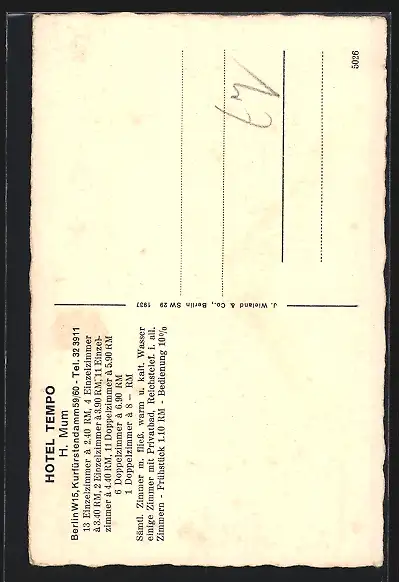 HOTEL TEMPO
H. Mum
Berlin W15, Kurfürstendamm 59/60 - Tel. 32 3911
13 Einzelzimmer à 2.40 RM, 4 Einzelzimmer
à 3.40 RM, 2 Einzelzimmer à 3.90 RM, 11 Einzel-
zimmer à 4.40 RM, 11 Doppelzimmer à 5.90 RM
6 Doppelzimmer à 6.90 RM
1 Doppelzimmer à 8 — RM
Sämtl. Zimmer m. fließ. warm u. kalt. Wasser
einige Zimmer mit Privatbad, Reichstelef. i. all.
Zimmern - Frühstück 1.10 RM - Bedienung 10%
J. Wieland & Co., Berlin SW 29 1937
5026